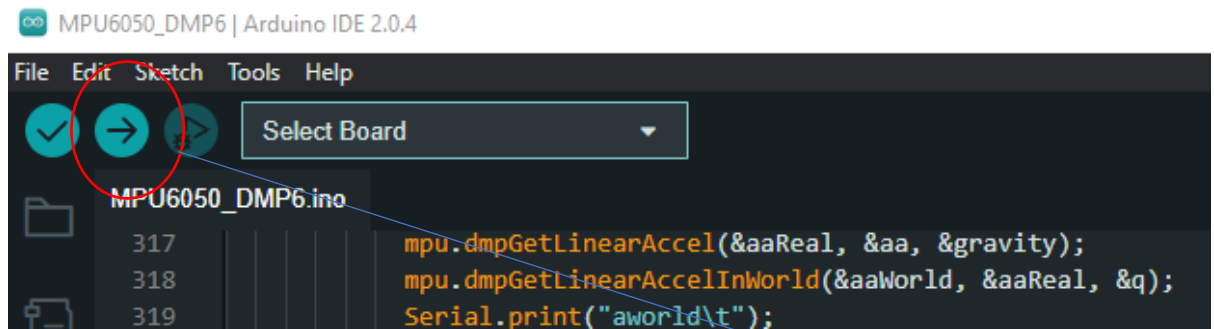 MPU6050_DMP6 | Arduino IDE 2.0.4
File Edit Sketch Tools Help
Select Board
MPU6050_DMP6.ino
317 mpu.dmpGetLinearAccel(&aaReal, &aa, &gravity);
318 mpu.dmpGetLinearAccelInWorld(&aaWorld, &aaReal, &q);
319 Serial.print("aworld\t");